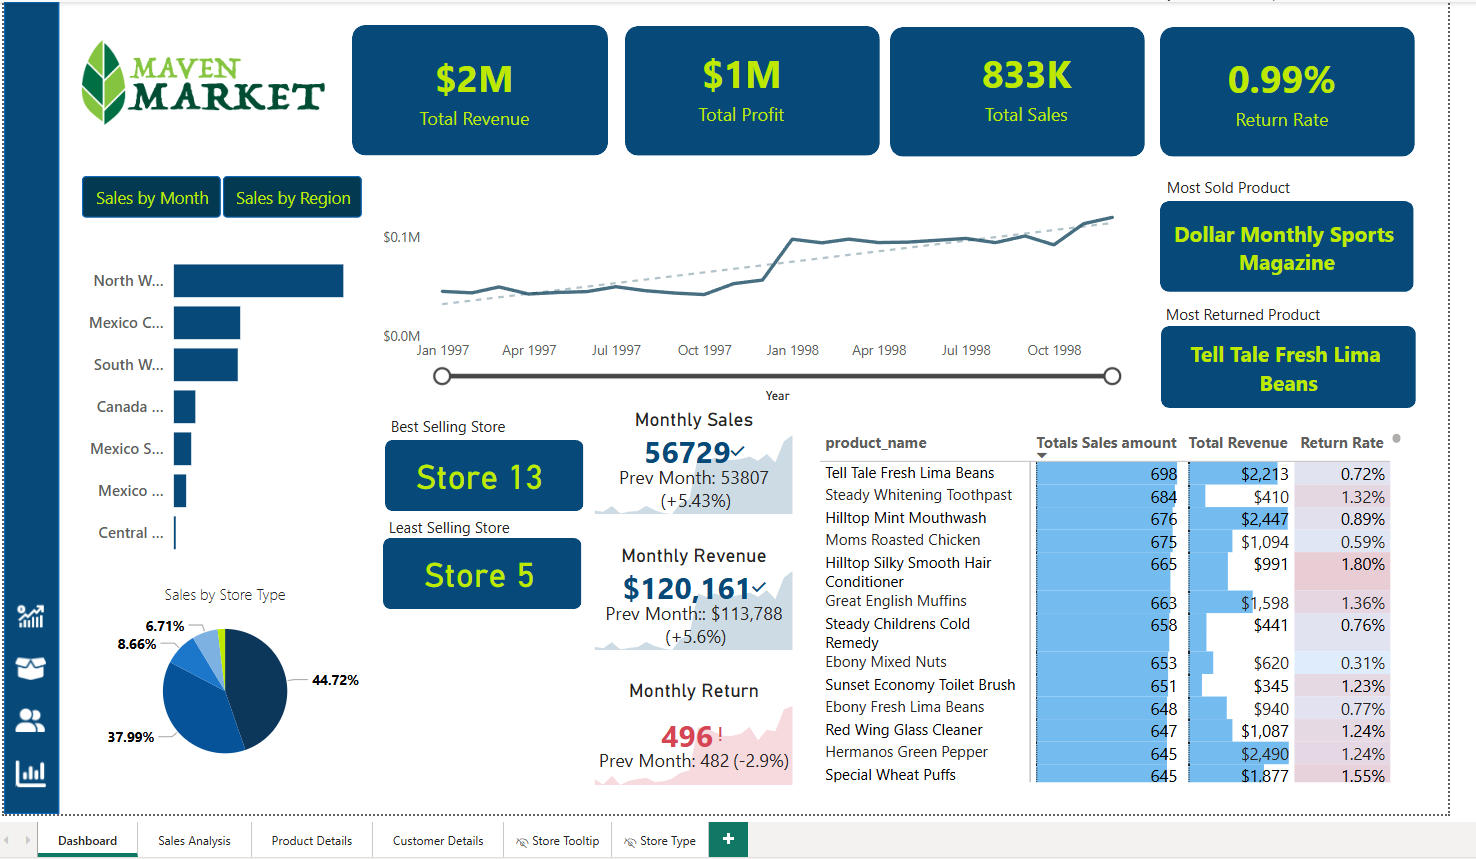 MAVEN
MARKET
$2M
Total Revenue
$1M
Total Profit
833K
Total Sales
0.99%
Return Rate
Sales by Month
Sales by Region
North W...
Mexico C...
South W...
Canada ...
Mexico S...
Mexico ...
Central ...
$0.1M
$0.0M
Jan 1997 Apr 1997 Jul 1997 Oct 1997 Jan 1998 Apr 1998 Jul 1998 Oct 1998
Year
Most Sold Product
Dollar Monthly Sports
Magazine
Most Returned Product
Tell Tale Fresh Lima
Beans
Best Selling Store
Store 13
Least Selling Store
Store 5
Monthly Sales
56729
Prev Month: 53807
(+5.43%)
Monthly Revenue
$120,161
Prev Month:: $113,788
(+5.6%)
Monthly Return
496!
Prev Month: 482 (-2.9%)
Sales by Store Type
6.71%
8.66%
44.72%
37.99%
product_name Totals Sales amount Total Revenue Return Rate
Tell Tale Fresh Lima Beans 698 $2,213 0.72%
Steady Whitening Toothpast 684 $410 1.32%
Hilltop Mint Mouthwash 676 $2,447 0.89%
Moms Roasted Chicken 675 $1,094 0.59%
Hilltop Silky Smooth Hair 665 $991 1.80%
Conditioner
Great English Muffins 663 $1,598 1.36%
Steady Childrens Cold 658 $441 0.76%
Remedy
Ebony Mixed Nuts 653 $620 0.31%
Sunset Economy Toilet Brush 651 $345 1.23%
Ebony Fresh Lima Beans 648 $940 0.77%
Red Wing Glass Cleaner 647 $1,087 1.24%
Hermanos Green Pepper 645 $2,490 1.24%
Special Wheat Puffs 645 $1,877 1.55%
Dashboard Sales Analysis Product Details Customer Details Store Tooltip Store Type +